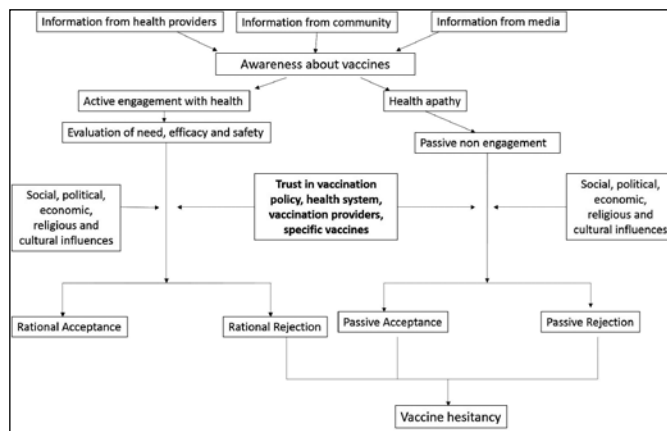 Information from health providers
Information from community
Information from media
Awareness about vaccines
Active engagement with health
Health apathy
Evaluation of need, efficacy and safety
Passive non engagement
Social, political,
economic,
religious and
cultural influences
Trust in vaccination
policy, health system,
vaccination providers,
specific vaccines
Social, political,
economic,
religious and
cultural influences
Rational Acceptance
Rational Rejection
Passive Acceptance
Passive Rejection
Vaccine hesitancy